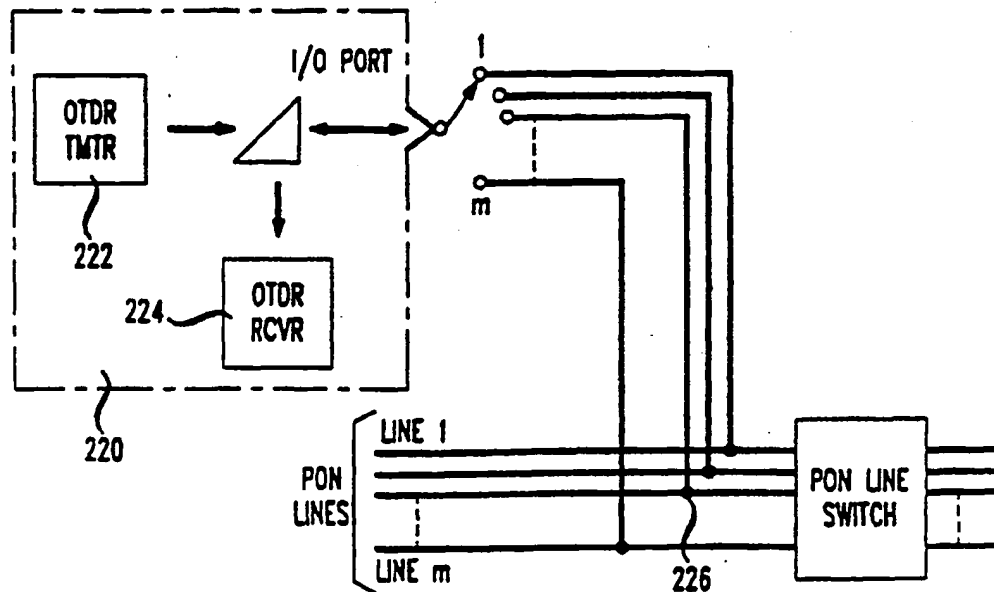 I/O PORT
1
OTDR
TMTR
222
m
224
OTDR
RCVR
220
LINE 1
PON
LINES
PON LINE
SWITCH
LINE m
226